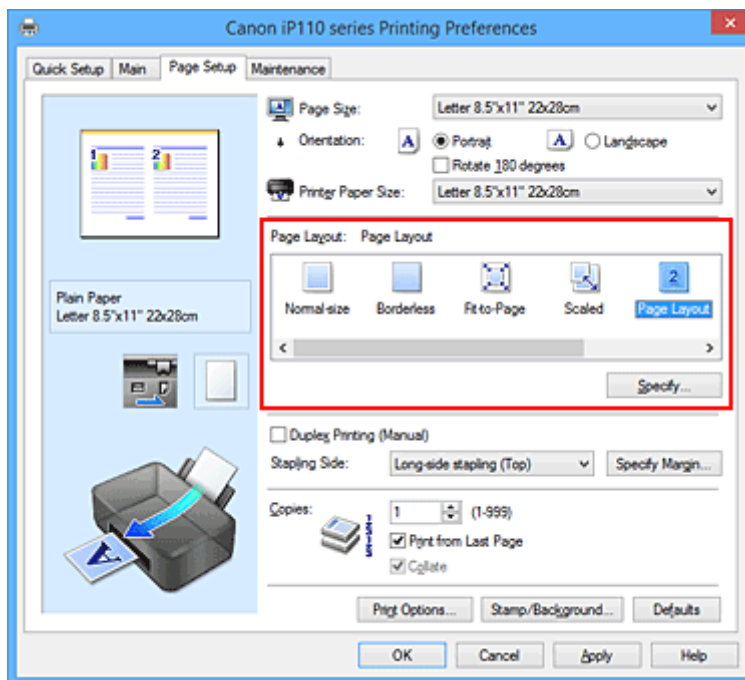 Canon iP110 series Printing Preferences
Quick Setup Main Page Setup Maintenance
Page Size: Letter 8.5"x11" 22x28cm
Orientation: A Portrait A Landscape
Rotate 180 degrees
Printer Paper Size: Letter 8.5"x11" 22x28cm
1 2
Page Layout: Page Layout
2
Normal-size Borderless Fit-to-Page Scaled Page Layout
Plain Paper
Letter 8.5"x11" 22x28cm
Specify...
Duplex Printing (Manual)
Stapling Side: Long-side stapling (Top) Specify Margin...
Copies: 1 (1-999)
Print from Last Page
Collate
A
Print Options... Stamp/Background... Defaults
OK Cancel Apply Help